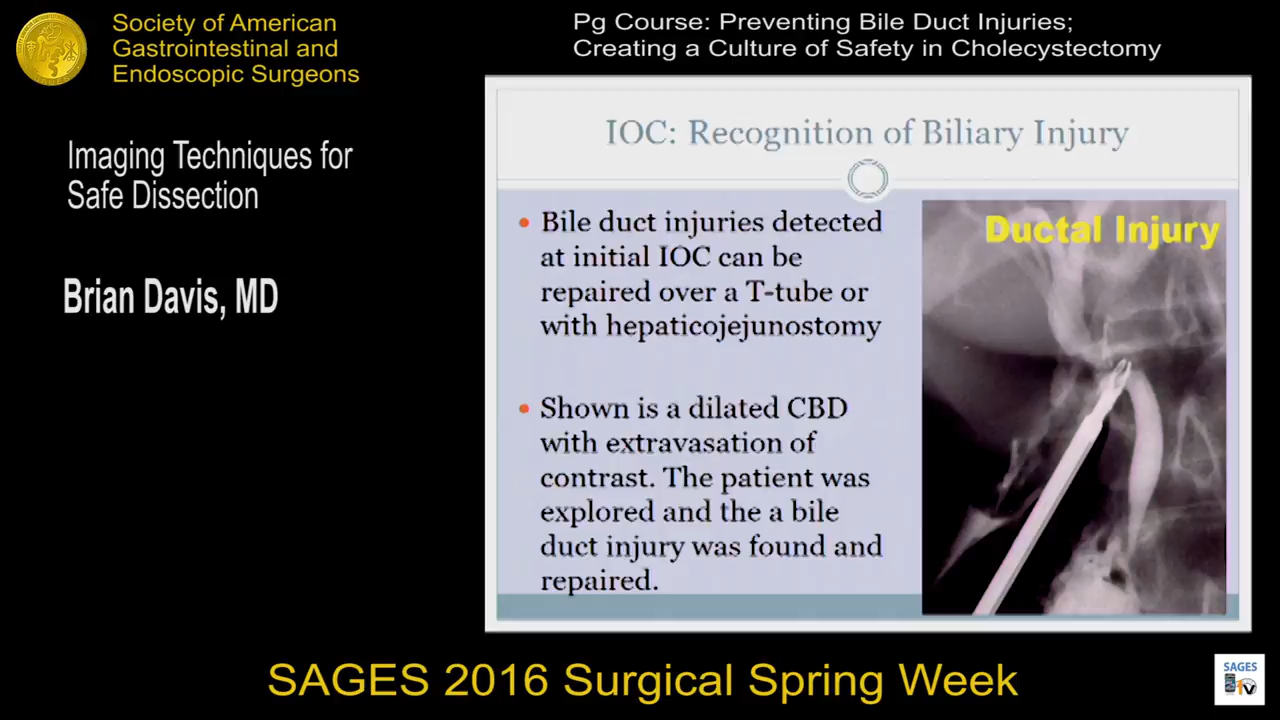 Society of American
Gastrointestinal and
Endoscopic Surgeons
Pg Course: Preventing Bile Duct Injuries;
Creating a Culture of Safety in Cholecystectomy
Imaging Techniques for
Safe Dissection
Brian Davis, MD
IOC: Recognition of Biliary Injury
• Bile duct injuries detected
at initial IOC can be
repaired over a T-tube or
with hepaticojejunostomy
• Shown is a dilated CBD
with extravasation of
contrast. The patient was
explored and the a bile
duct injury was found and
repaired.
Ductal Injury
SAGES 2016 Surgical Spring Week
SAGES
TV